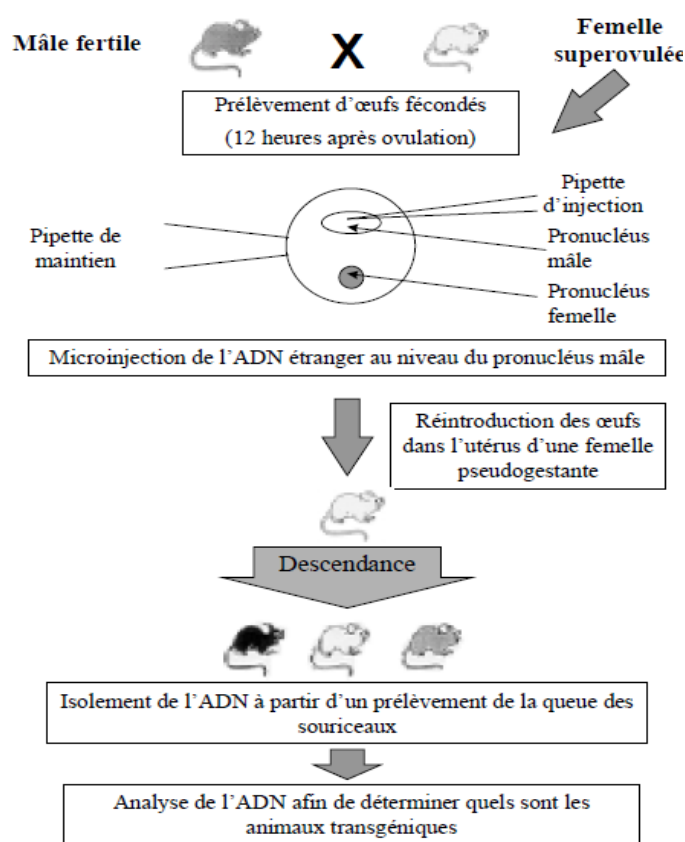 Mâle fertile
X
Femelle
superovulée
Prélèvement d’œufs fécondés
(12 heures après ovulation)
Pipette de
maintien
Pipette
d’injection
Pronucléus
mâle
Pronucléus
femelle
Microinjection de l’ADN étranger au niveau du pronucléus mâle
Réintroduction des œufs
dans l’utérus d’une femelle
pseudogestante
Descendance
Isolement de l’ADN à partir d’un prélèvement de la queue des
souriceaux
Analyse de l’ADN afin de déterminer quels sont les
animaux transgéniques